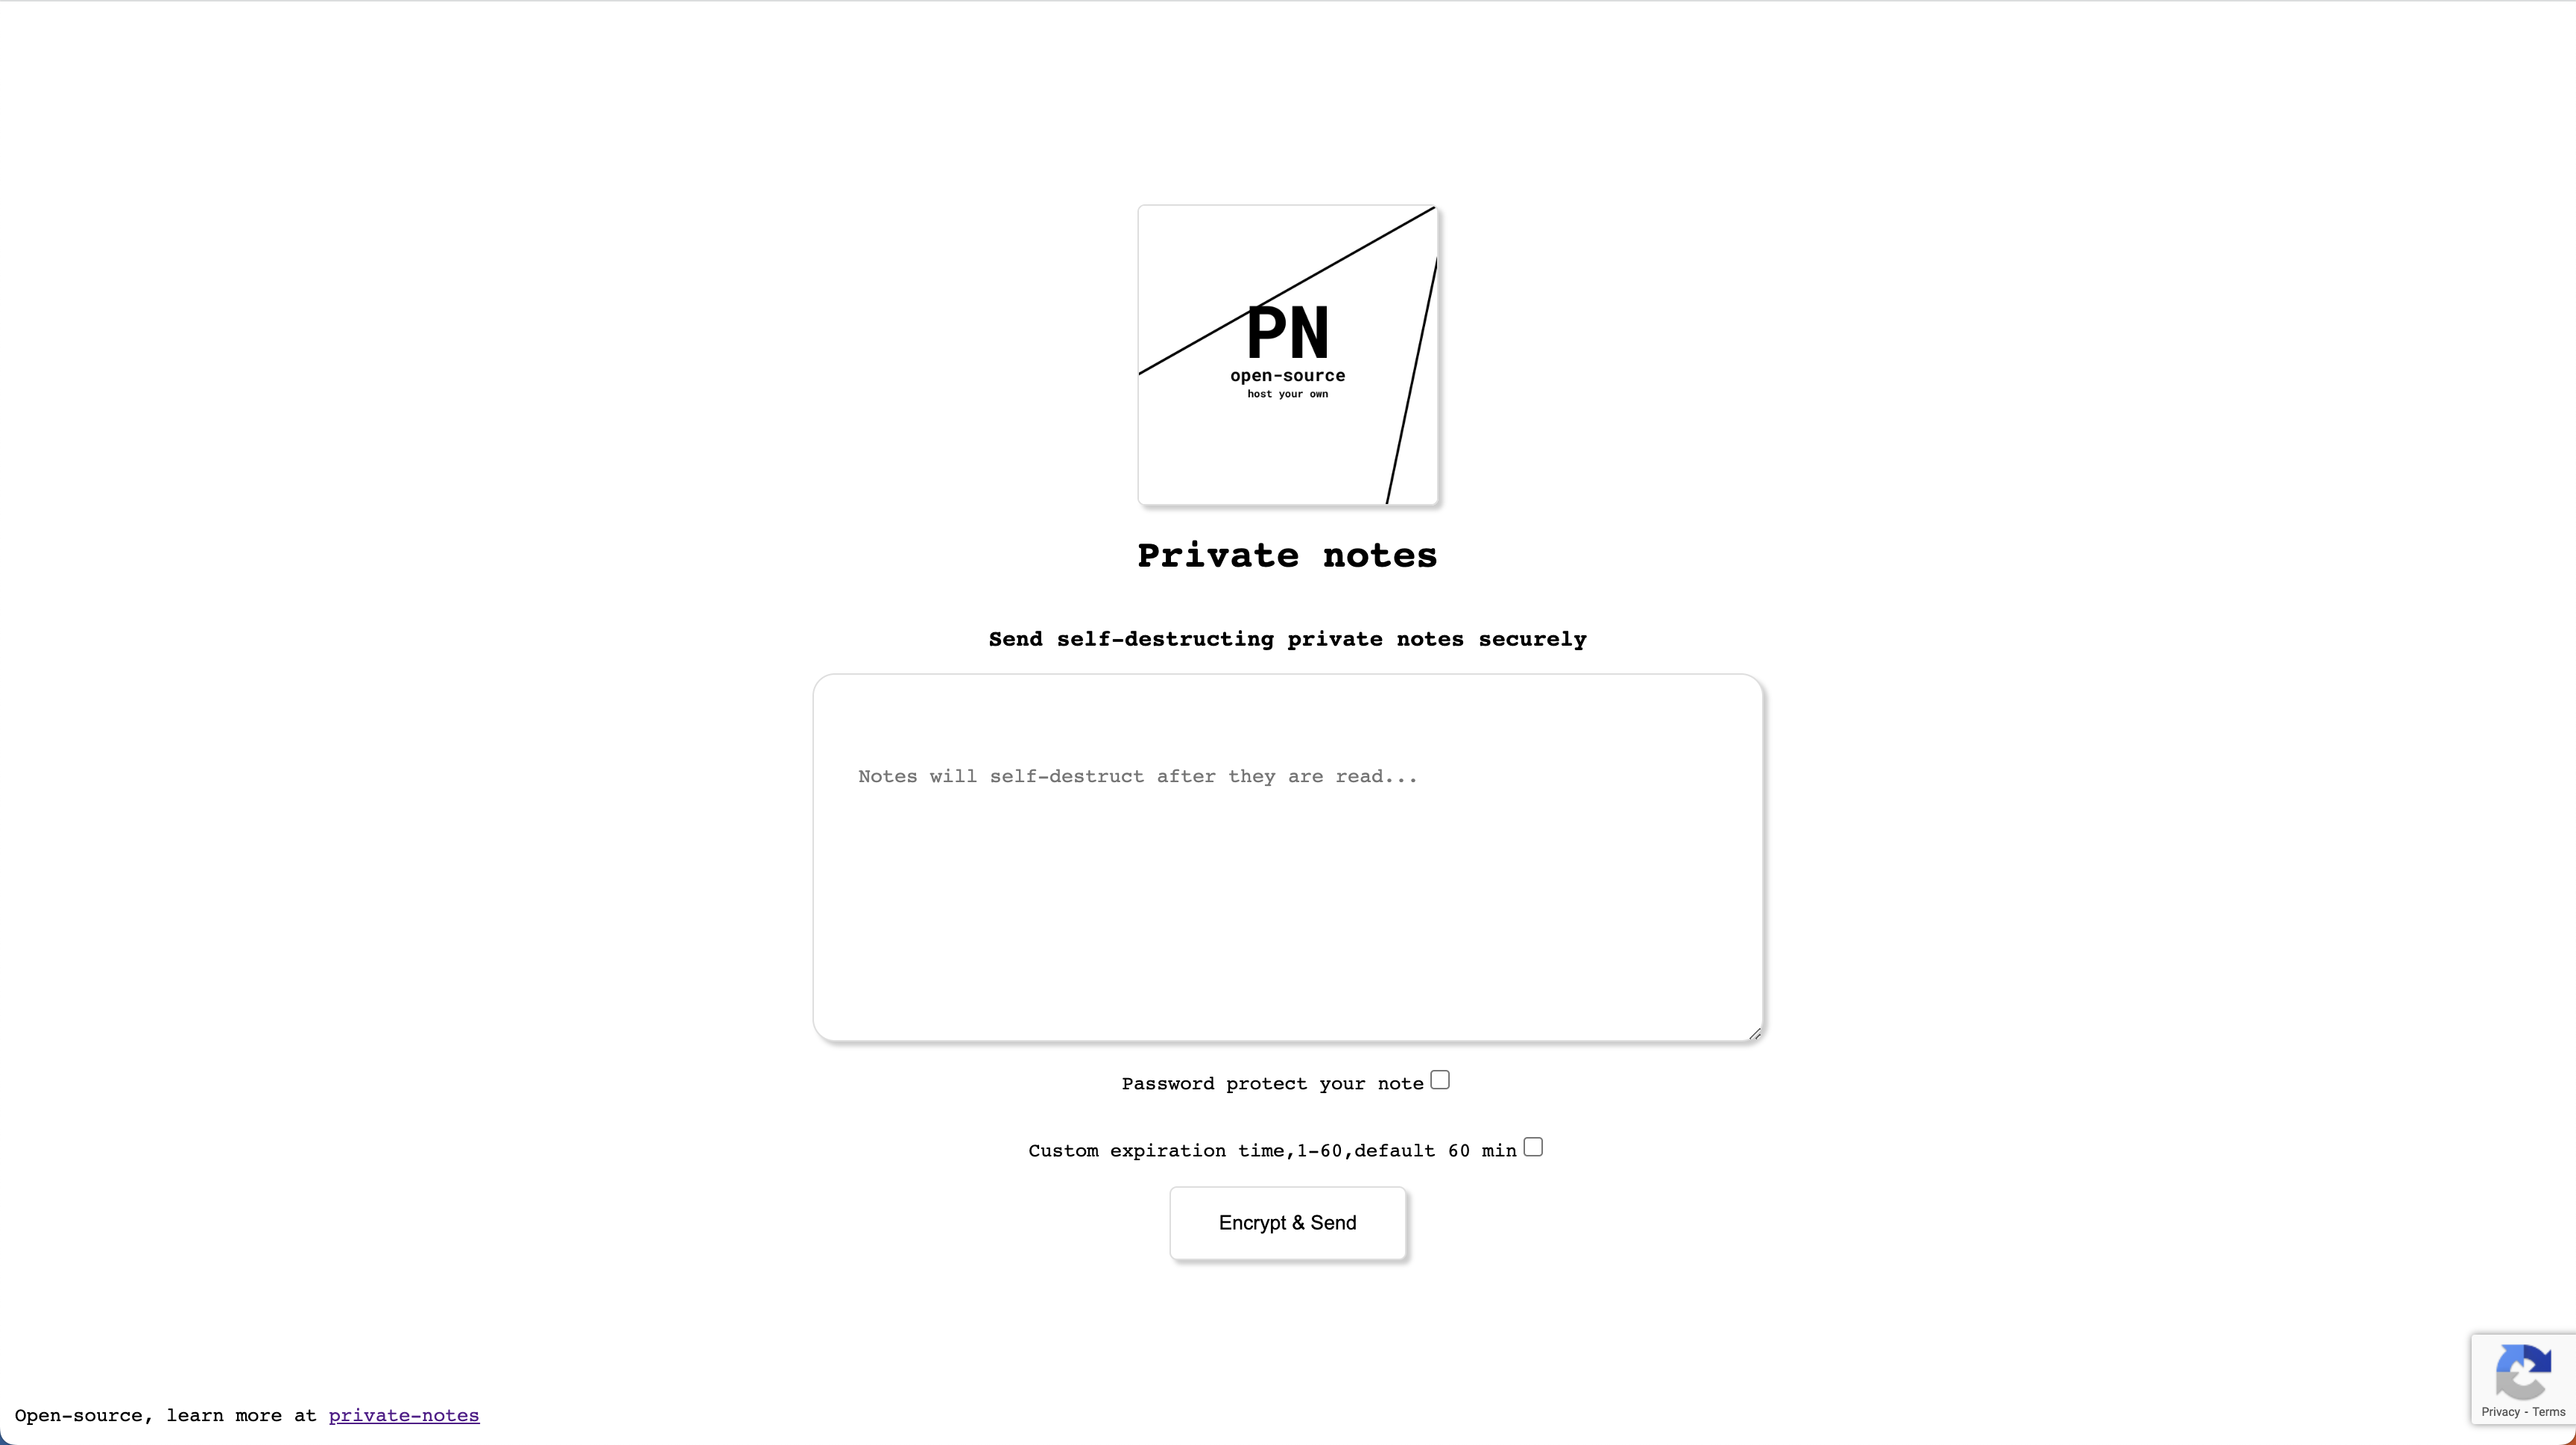 PN
open-source
host your own
Private notes
Send self-destructing private notes securely
Notes will self-destruct after they are read...
Password protect your note
Custom expiration time,1-60,default 60 min
Encrypt & Send
Open-source, learn more at private-notes
Privacy - Terms